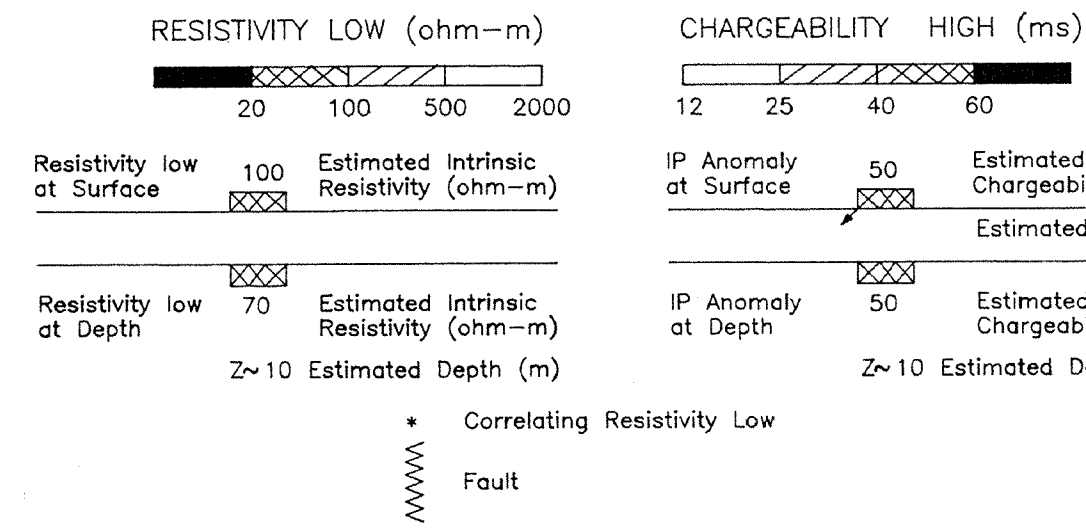 RESISTIVITY LOW (ohm-m)
20 100 500 2000
Resistivity low
at Surface
100
Estimated Intrinsic
Resistivity (ohm-m)
Resistivity low
at Depth
70
Estimated Intrinsic
Resistivity (ohm-m)
Z~10 Estimated Depth (m)
CHARGEABILITY HIGH (ms)
12 25 40 60
IP Anomaly
at Surface
50
Estimated
Chargeabi
Estimated
IP Anomaly
at Depth
50
Estimated
Chargeabi
Z~10 Estimated D
* Correlating Resistivity Low
Fault